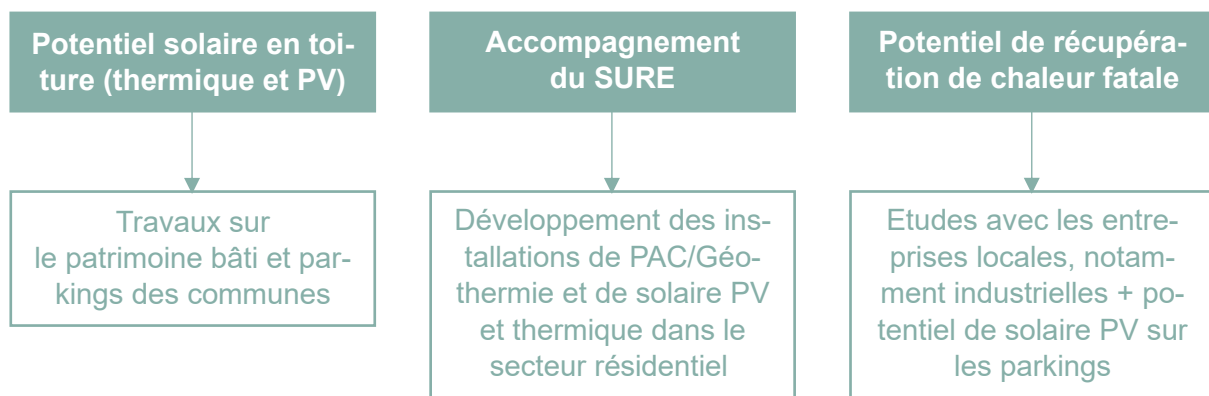 Potentiel solaire en toi-
ture (thermique et PV)
Accompagnement
du SURE
Potentiel de récupéra-
tion de chaleur fatale
Travaux sur
le patrimoine bâti et par-
kings des communes
Développement des ins-
tallations de PAC/Géo-
thermie et de solaire PV
et thermique dans le
secteur résidentiel
Etudes avec les entre-
prises locales, notam-
ment industrielles + po-
tentiel de solaire PV sur
les parkings